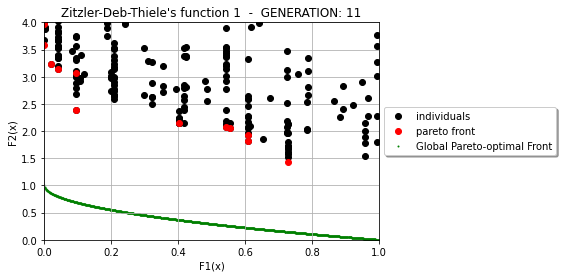 Zitzler-Deb-Thiele's function 1 - GENERATION: 11
4.0
3.5
3.0
2.5
2.0
1.5
1.0
0.5
0.0
F2(x)
0.0 0.2 0.4 0.6 0.8 1.0
F1(x)
individuals
pareto front
Global Pareto-optimal Front